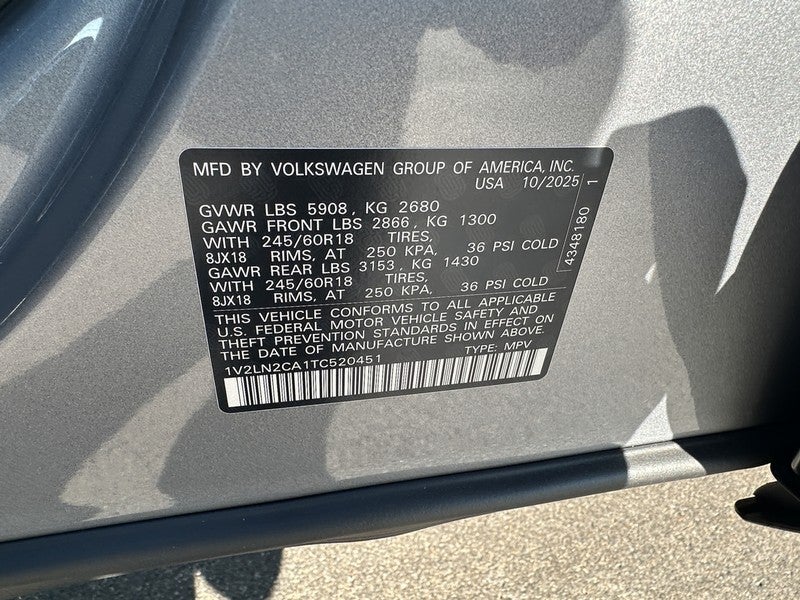 MFD BY VOLKSWAGEN GROUP OF AMERICA, INC.
USA 10/2025
GVWR LBS 5908, KG 2680
GAWR FRONT LBS 2866, KG 1300
WITH 245/60R18 TIRES,
8JX18 RIMS, AT 250 KPA, 36 PSI COLD
GAWR REAR LBS 3153, KG 1430
WITH 245/60R18 TIRES,
8JX18 RIMS, AT 250 KPA, 36 PSI COLD
THIS VEHICLE CONFORMS TO ALL APPLICABLE
U.S. FEDERAL MOTOR VEHICLE SAFETY AND
THEFT PREVENTION STANDARDS IN EFFECT ON
THE DATE OF MANUFACTURE SHOWN ABOVE.
1V2LN2CA1TC520451 TYPE: MPV
4348180 1